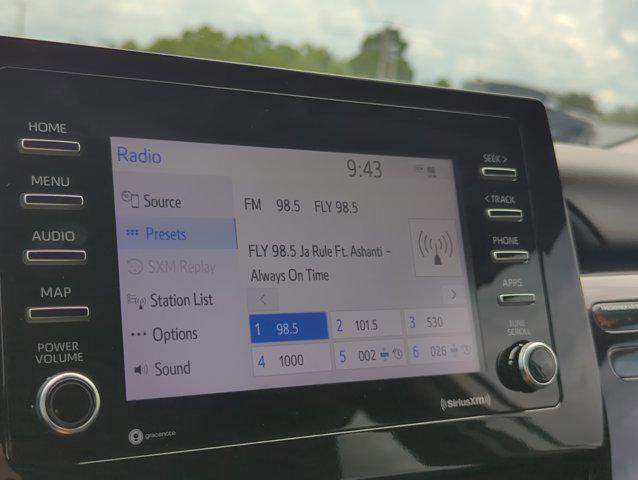 HOME
MENU
AUDIO
MAP
POWER
VOLUME
Radio
9:43
Source
Presets
SXM Replay
Station List
Options
Sound
FM 98.5 FLY 98.5
FLY 98.5 Ja Rule Ft. Ashanti -
Always On Time
1 98.5
2 101.5
3 530
4 1000
5 002
6 026
SEEK >
< TRACK
PHONE
APPS
TUNE
SCROLL
gracenote
SiriusXM